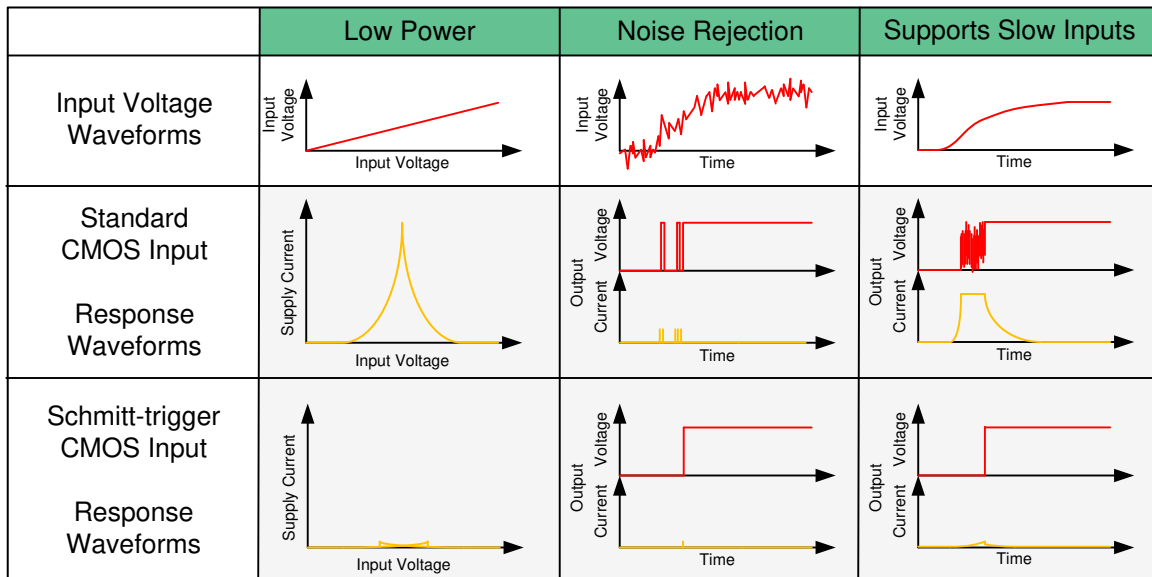 Low Power
Noise Rejection
Supports Slow Inputs
Input Voltage
Waveforms
Input
Voltage
Input Voltage
Input
Voltage
Time
Input
Voltage
Time
Standard
CMOS Input
Response
Waveforms
Supply Current
Input Voltage
Output
Current Voltage
Time
Output
Current Voltage
Time
Schmitt-trigger
CMOS Input
Response
Waveforms
Supply Current
Input Voltage
Output
Current Voltage
Time
Output
Current Voltage
Time